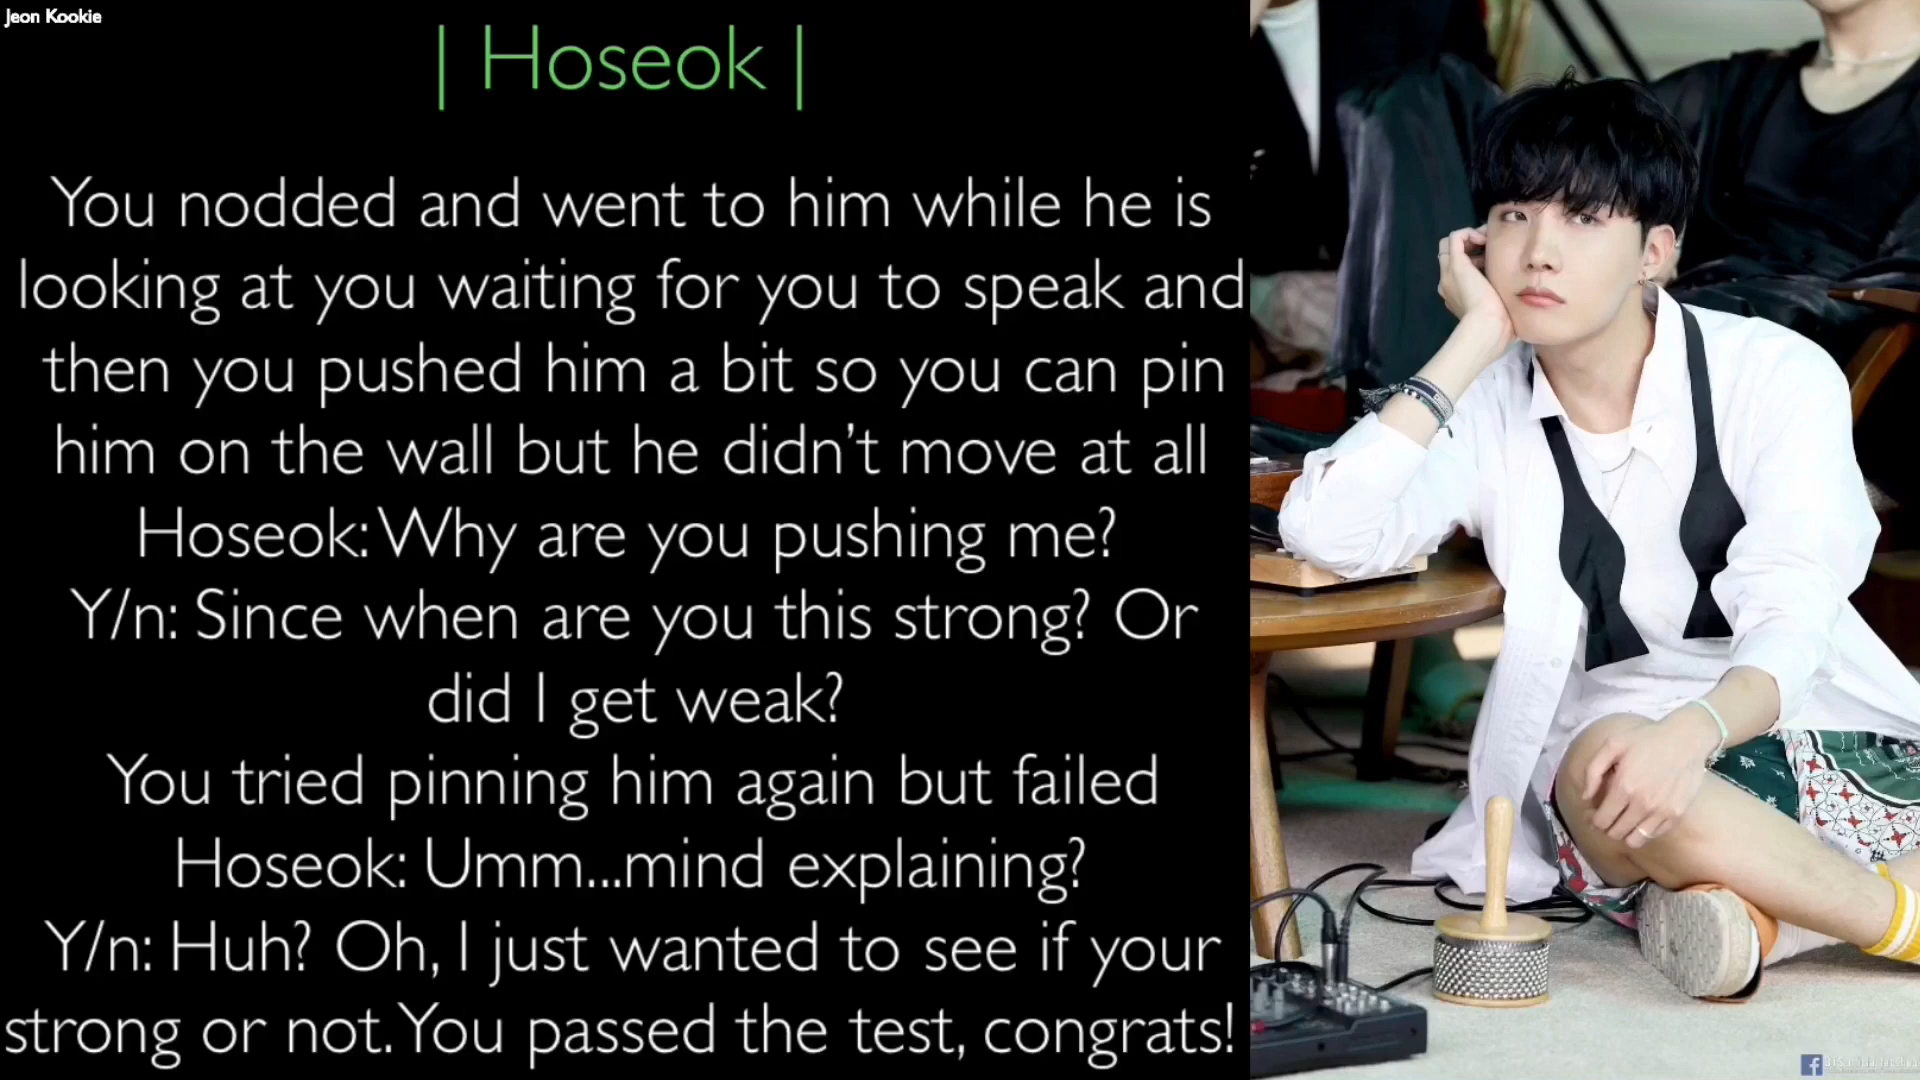 Jeon Kookie
| Hoseok |
You nodded and went to him while he is
looking at you waiting for you to speak and
then you pushed him a bit so you can pin
him on the wall but he didn't move at all
Hoseok: Why are you pushing me?
Y/n: Since when are you this strong? Or
did I get weak?
You tried pinning him again but failed
Hoseok: Umm...mind explaining?
Y/n: Huh? Oh, I just wanted to see if your
strong or not. You passed the test, congrats!